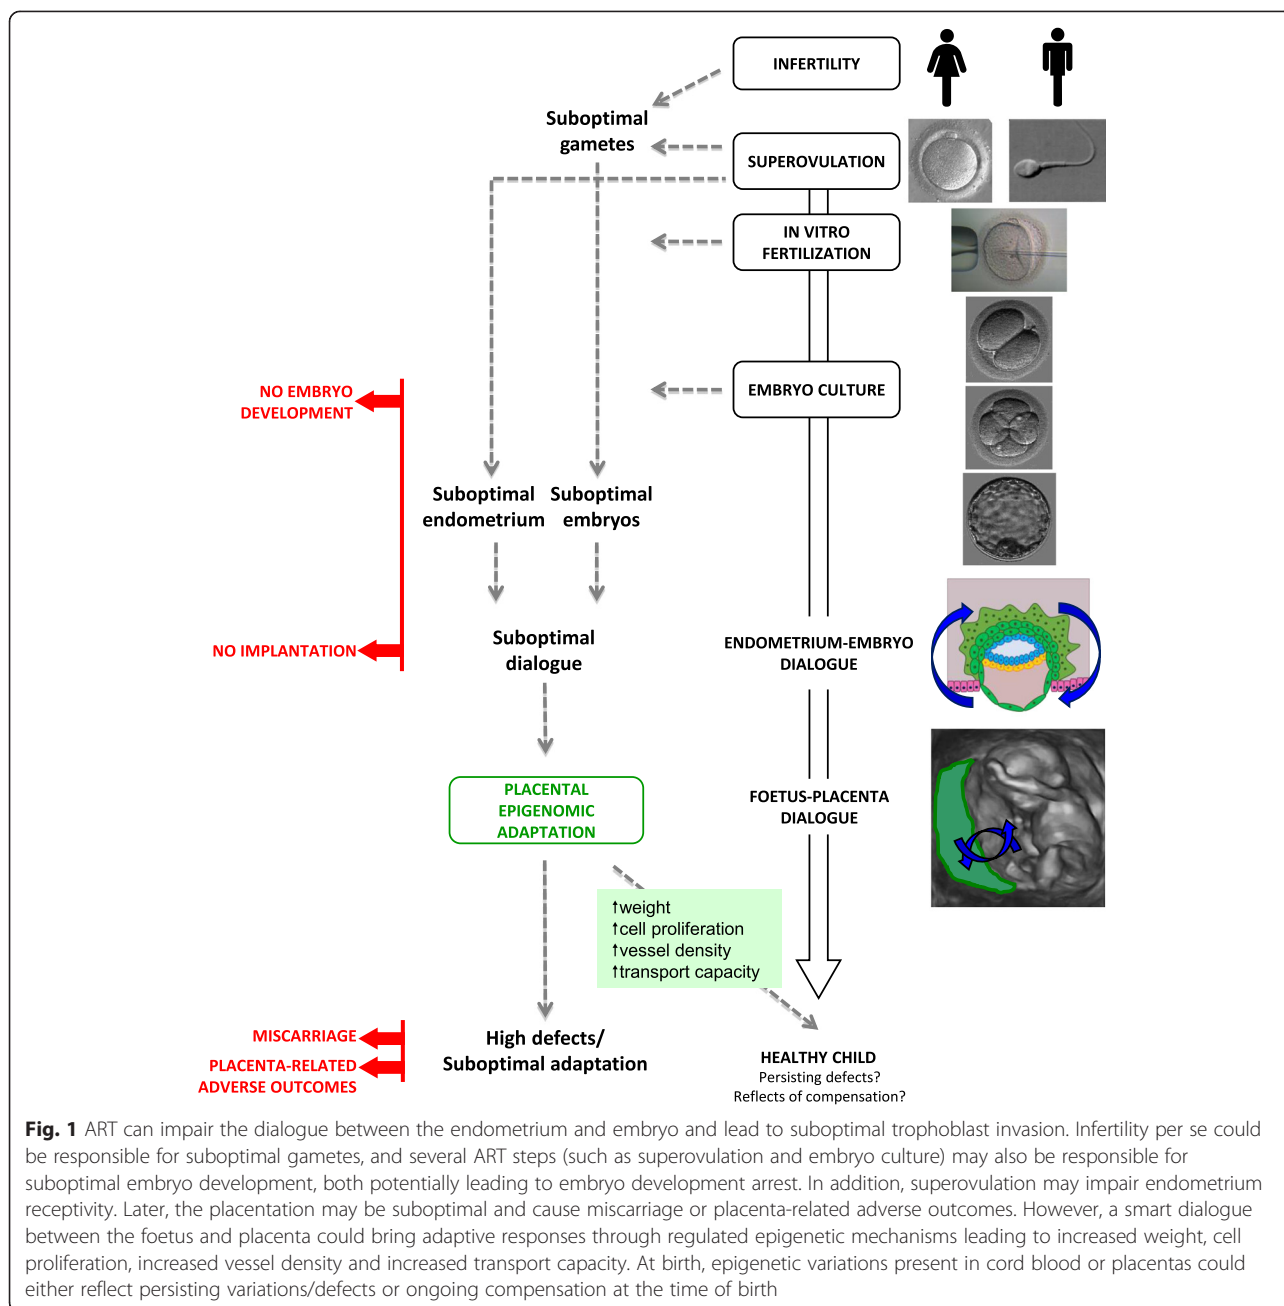 INFERTILITY
Suboptimal
gametes
SUPEROVULATION
IN VITRO
FERTILIZATION
NO EMBRYO
DEVELOPMENT
EMBRYO CULTURE
Suboptimal
endometrium
Suboptimal
embryos
NO IMPLANTATION
Suboptimal
dialogue
ENDOMETRIUM-EMBRYO
DIALOGUE
PLACENTAL
EPIGENOMIC
ADAPTATION
FOETUS-PLACENTA
DIALOGUE
↑weight
↑cell proliferation
↑vessel density
↑transport capacity
MISCARRIAGE
PLACENTA-RELATED
ADVERSE OUTCOMES
High defects/
Suboptimal adaptation
HEALTHY CHILD
Persisting defects?
Reflects of compensation?
Fig. 1 ART can impair the dialogue between the endometrium and embryo and lead to suboptimal trophoblast invasion. Infertility per se could
be responsible for suboptimal gametes, and several ART steps (such as superovulation and embryo culture) may also be responsible for
suboptimal embryo development, both potentially leading to embryo development arrest. In addition, superovulation may impair endometrium
receptivity. Later, the placentation may be suboptimal and cause miscarriage or placenta-related adverse outcomes. However, a smart dialogue
between the foetus and placenta could bring adaptive responses through regulated epigenetic mechanisms leading to increased weight, cell
proliferation, increased vessel density and increased transport capacity. At birth, epigenetic variations present in cord blood or placentas could
either reflect persisting variations/defects or ongoing compensation at the time of birth